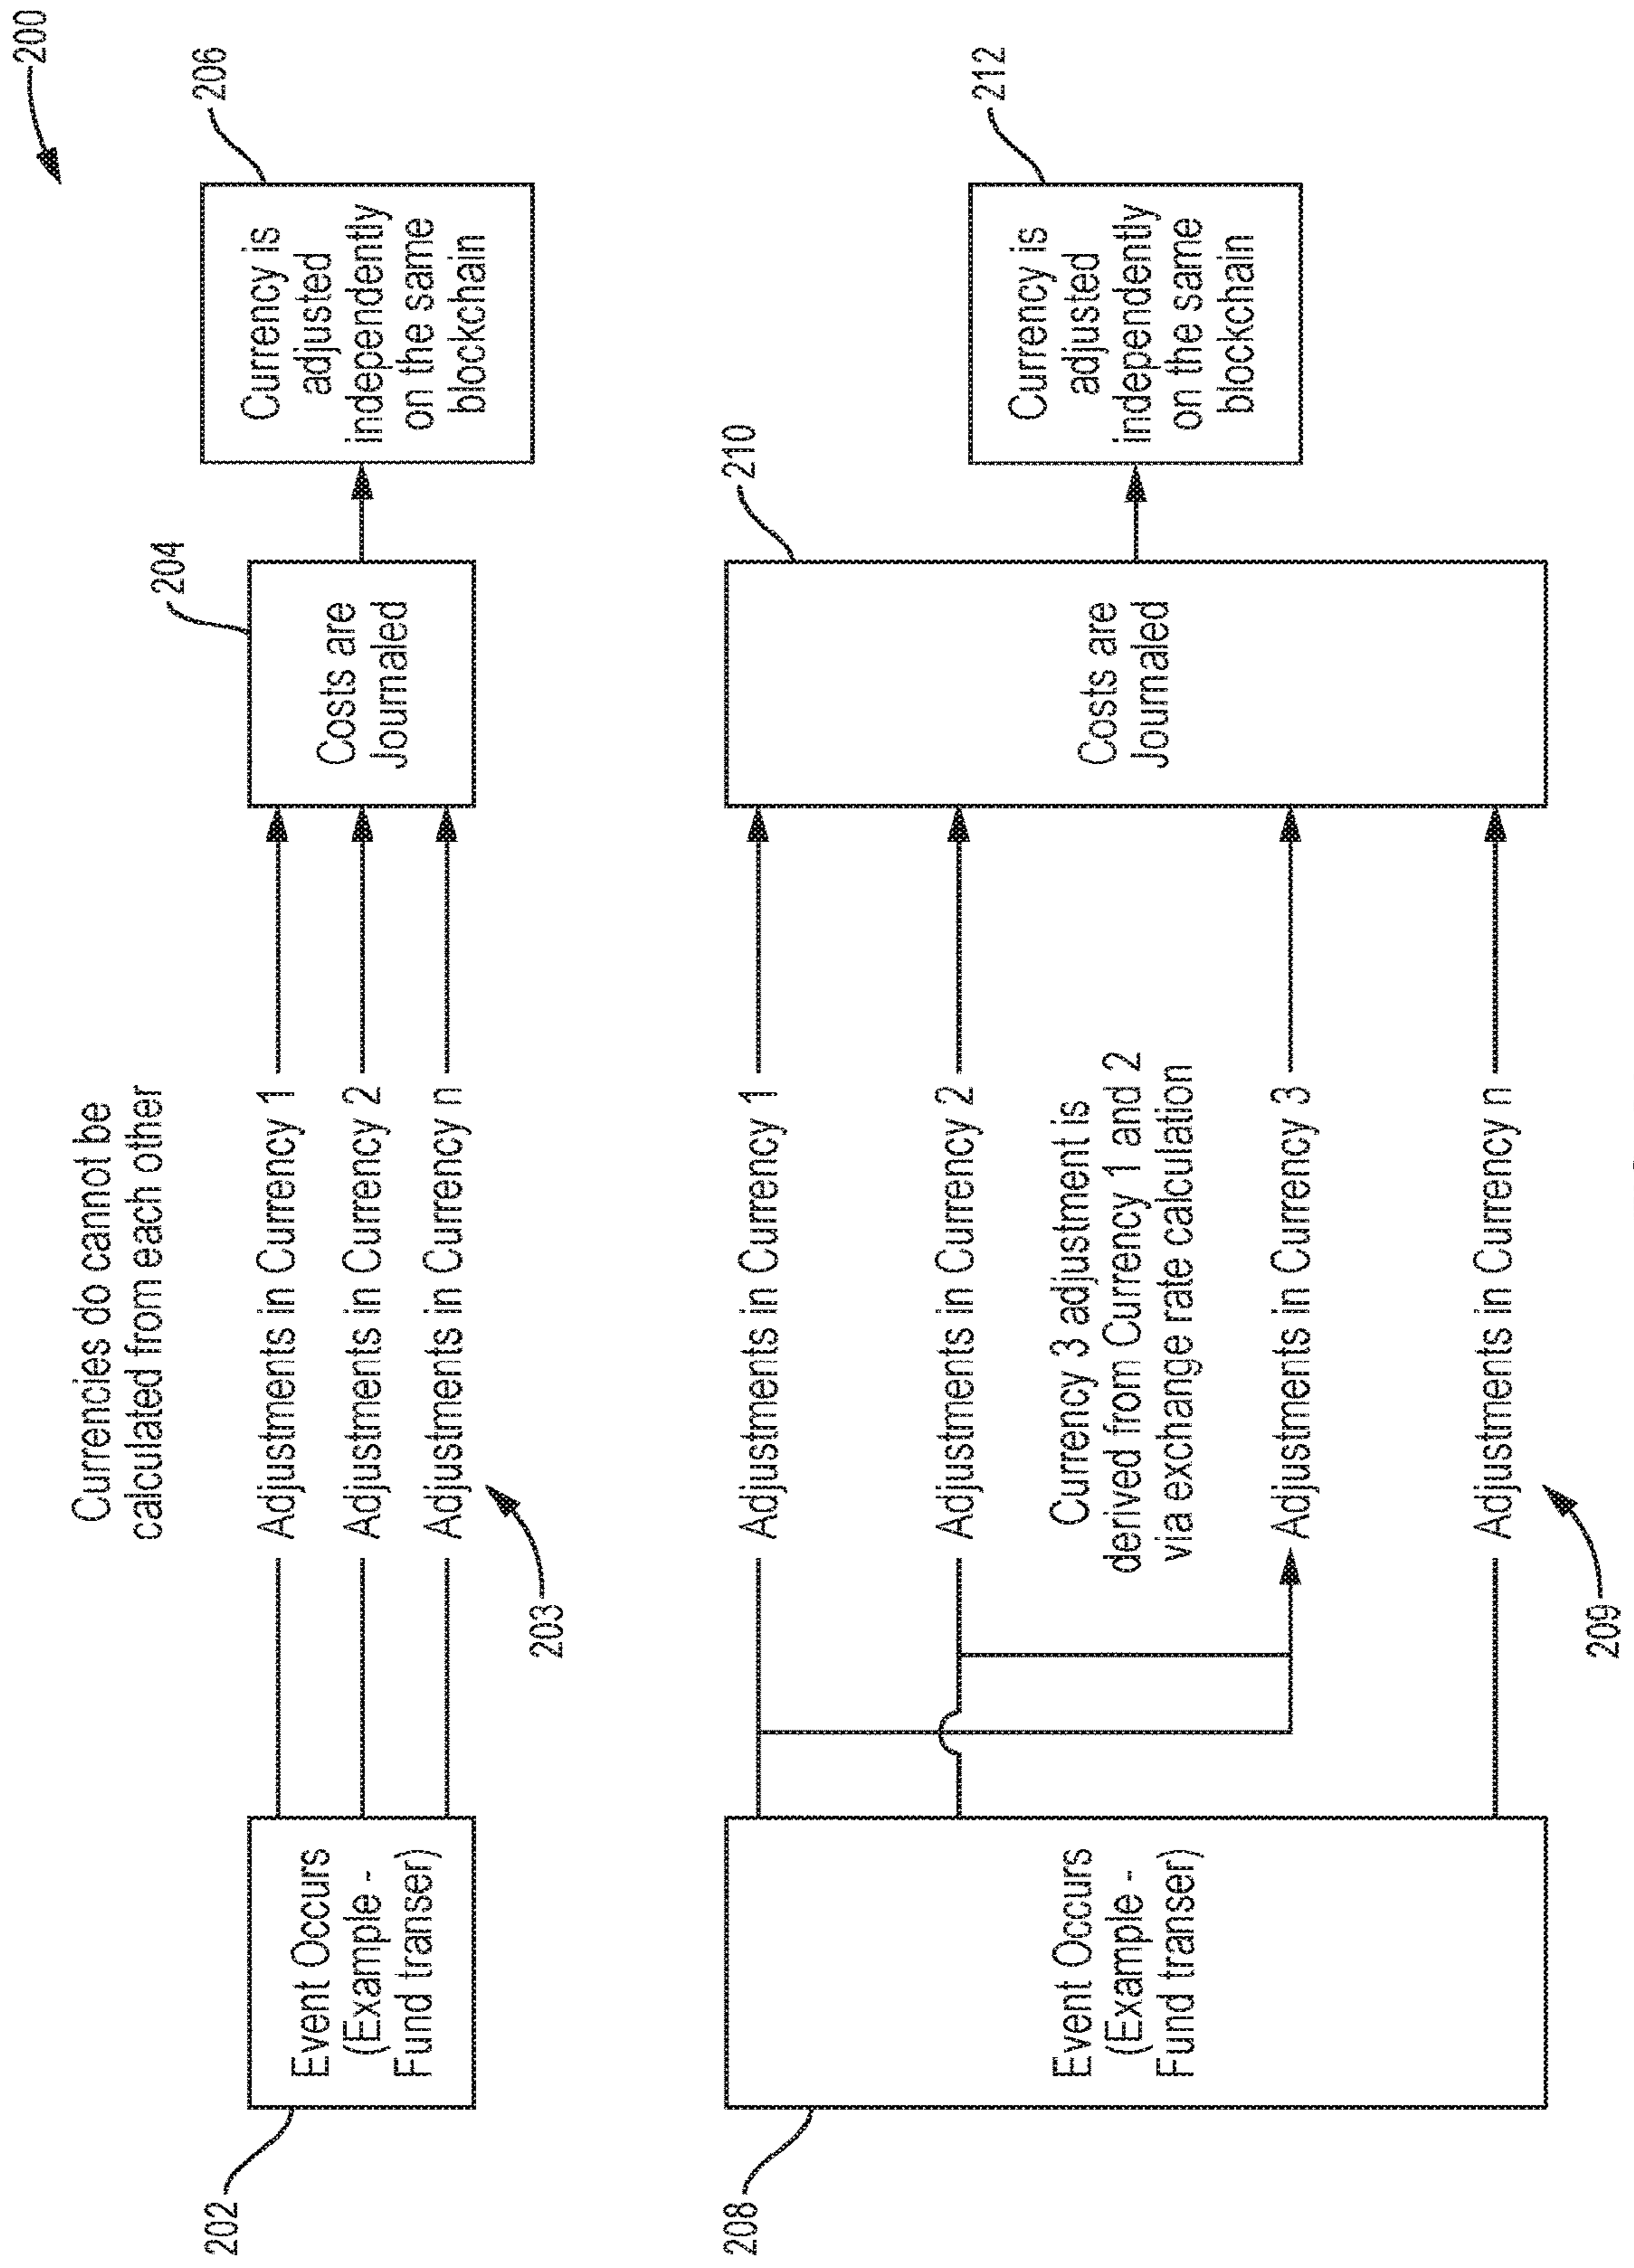 200
Currencies do cannot be
calculated from each other
202
Event Occurs
(Example -
Fund transer)
Adjustments in Currency 1
Adjustments in Currency 2
Adjustments in Currency n
203
204
Costs are
Journaled
206
Currency is
adjusted
independently
on the same
blockchain
208
Event Occurs
(Example -
Fund transer)
Adjustments in Currency 1
Adjustments in Currency 2
Currency 3 adjustment is
derived from Currency 1 and 2
via exchange rate calculation
Adjustments in Currency 3
Adjustments in Currency n
209
210
Costs are
Journaled
212
Currency is
adjusted
independently
on the same
blockchain